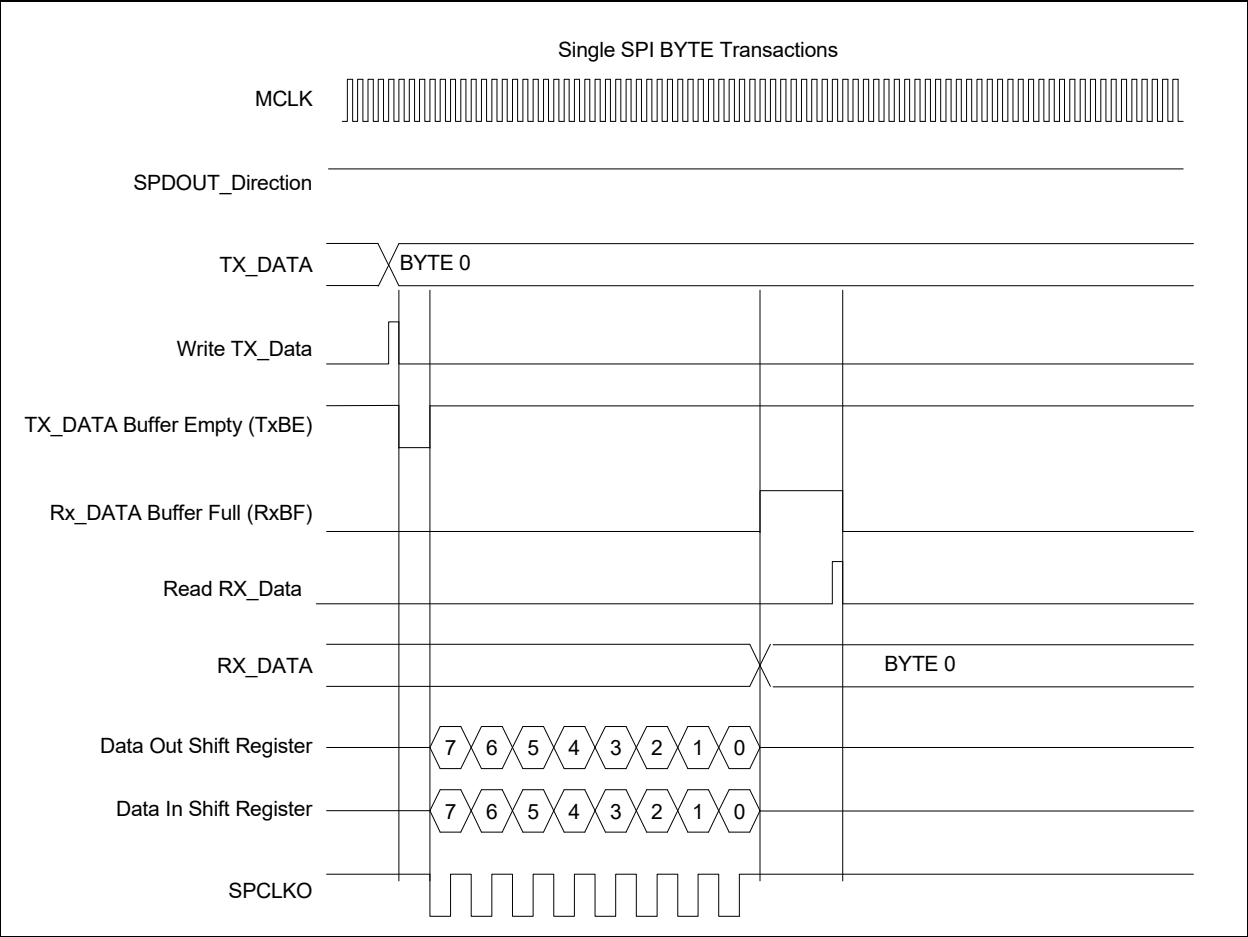 Single SPI BYTE Transactions
MCLK
SPDOUT_Direction
TX_DATA
BYTE 0
Write TX_Data
TX_DATA Buffer Empty (TxBE)
Rx_DATA Buffer Full (RxBF)
Read RX_Data
RX_DATA
BYTE 0
Data Out Shift Register
7 6 5 4 3 2 1 0
Data In Shift Register
7 6 5 4 3 2 1 0
SPCLKO